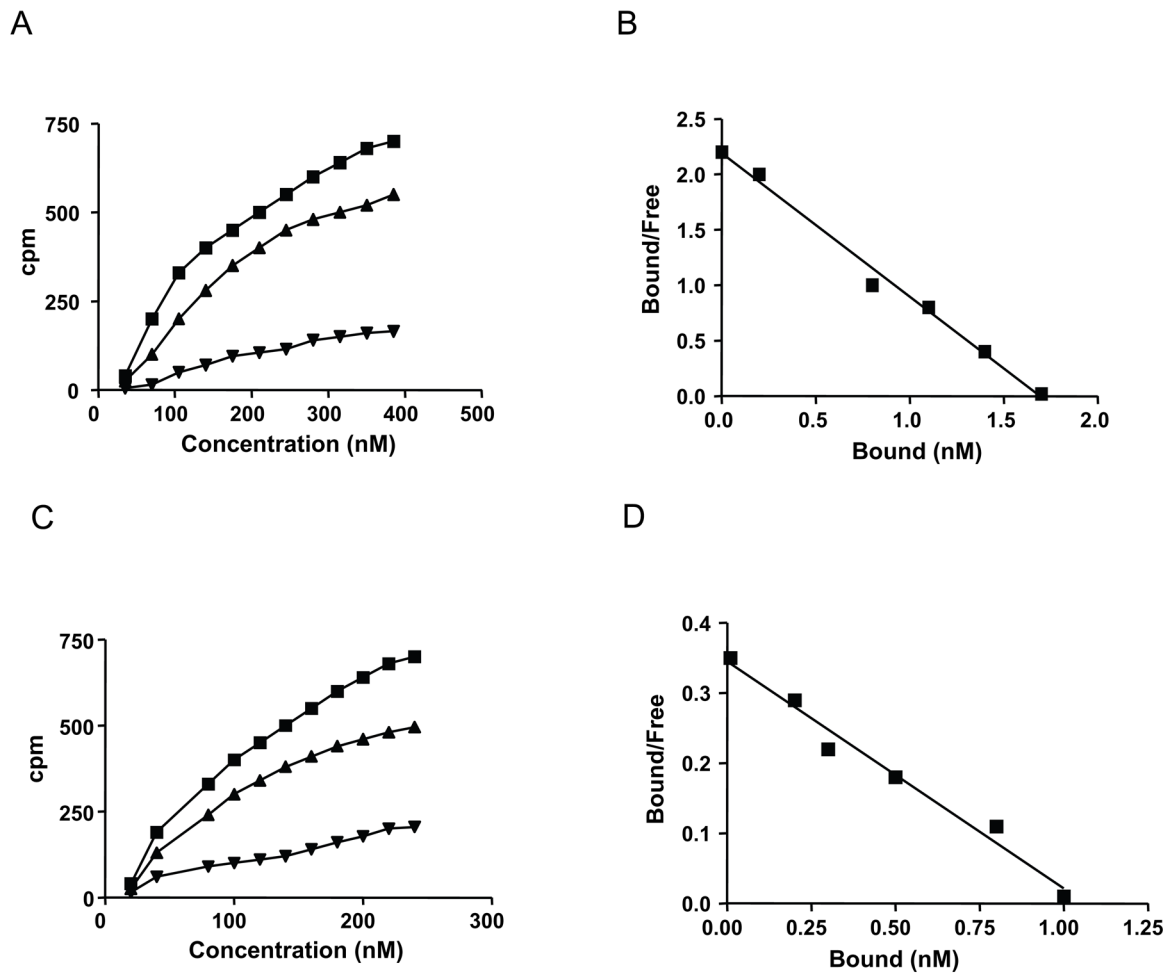 A
B
750
500
250
0
cpm
0 100 200 300 400 500
Concentration (nM)
2.5
2.0
1.5
1.0
0.5
0.0
Bound/Free
0.0 0.5 1.0 1.5 2.0
Bound (nM)
C
D
750
500
250
0
cpm
0 100 200 300
Concentration (nM)
0.4
0.3
0.2
0.1
0.0
Bound/Free
0.00 0.25 0.50 0.75 1.00 1.25
Bound (nM)